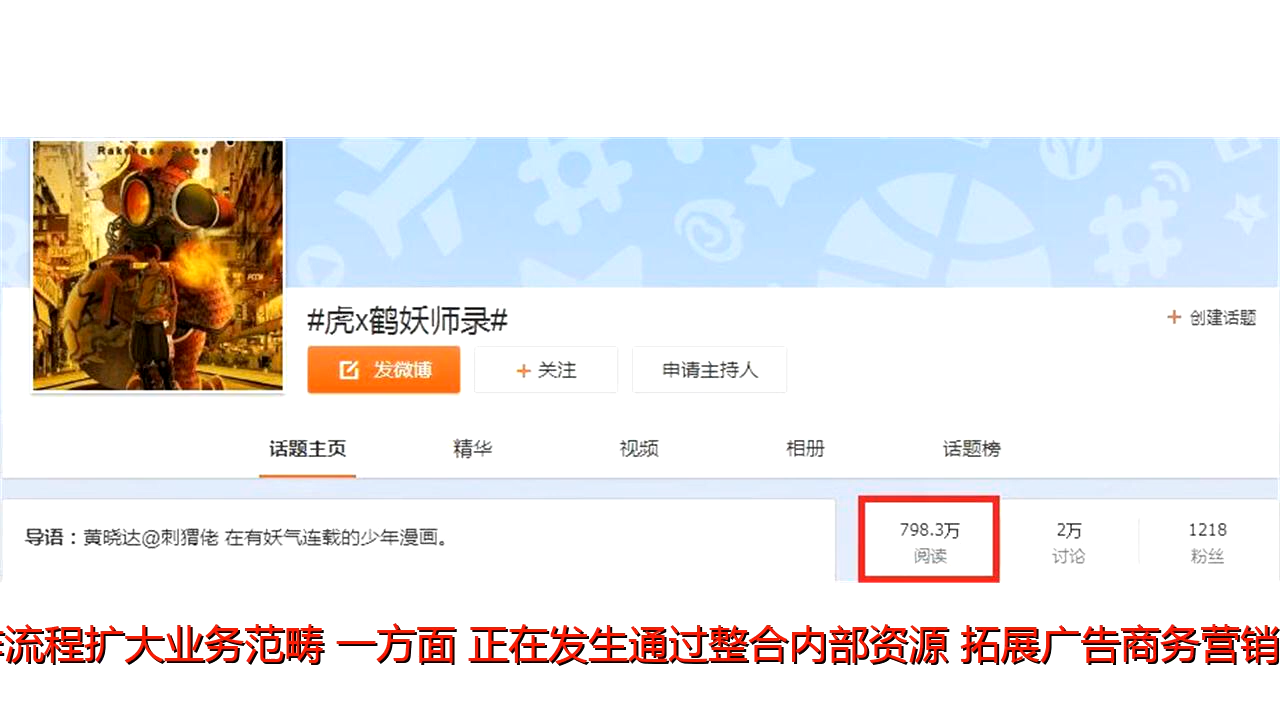 Rakshasa Street
#虎x鹤妖师录#
+ 创建话题
发微博
+ 关注
申请主持人
话题主页 精华 视频 相册 话题榜
导语：黄晓达@刺猬佬 在有妖气连载的少年漫画。
798.3万 2万 1218
阅读 讨论 粉丝
流程扩大业务范畴 一方面 正在发生通过整合内部资源 拓展广告商务营销